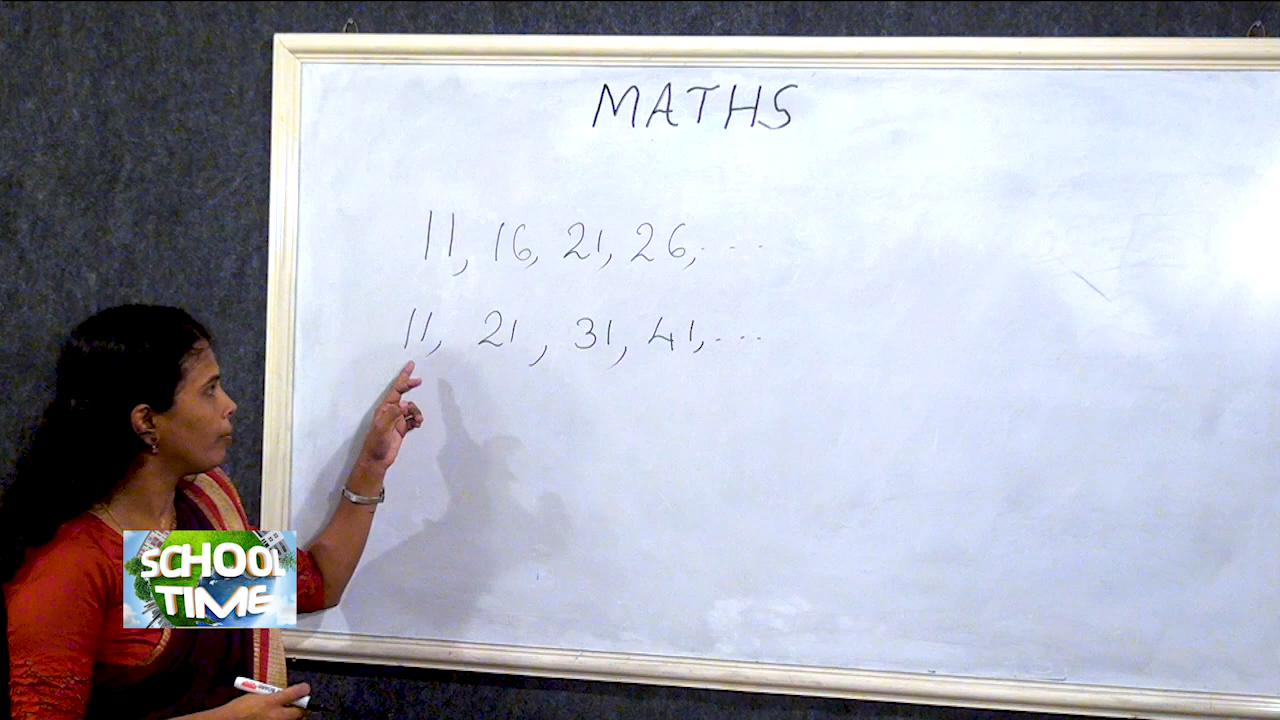 MATHS
11, 16, 21, 26, ...
11, 21, 31, 41, ...
SCHOOL
TIME